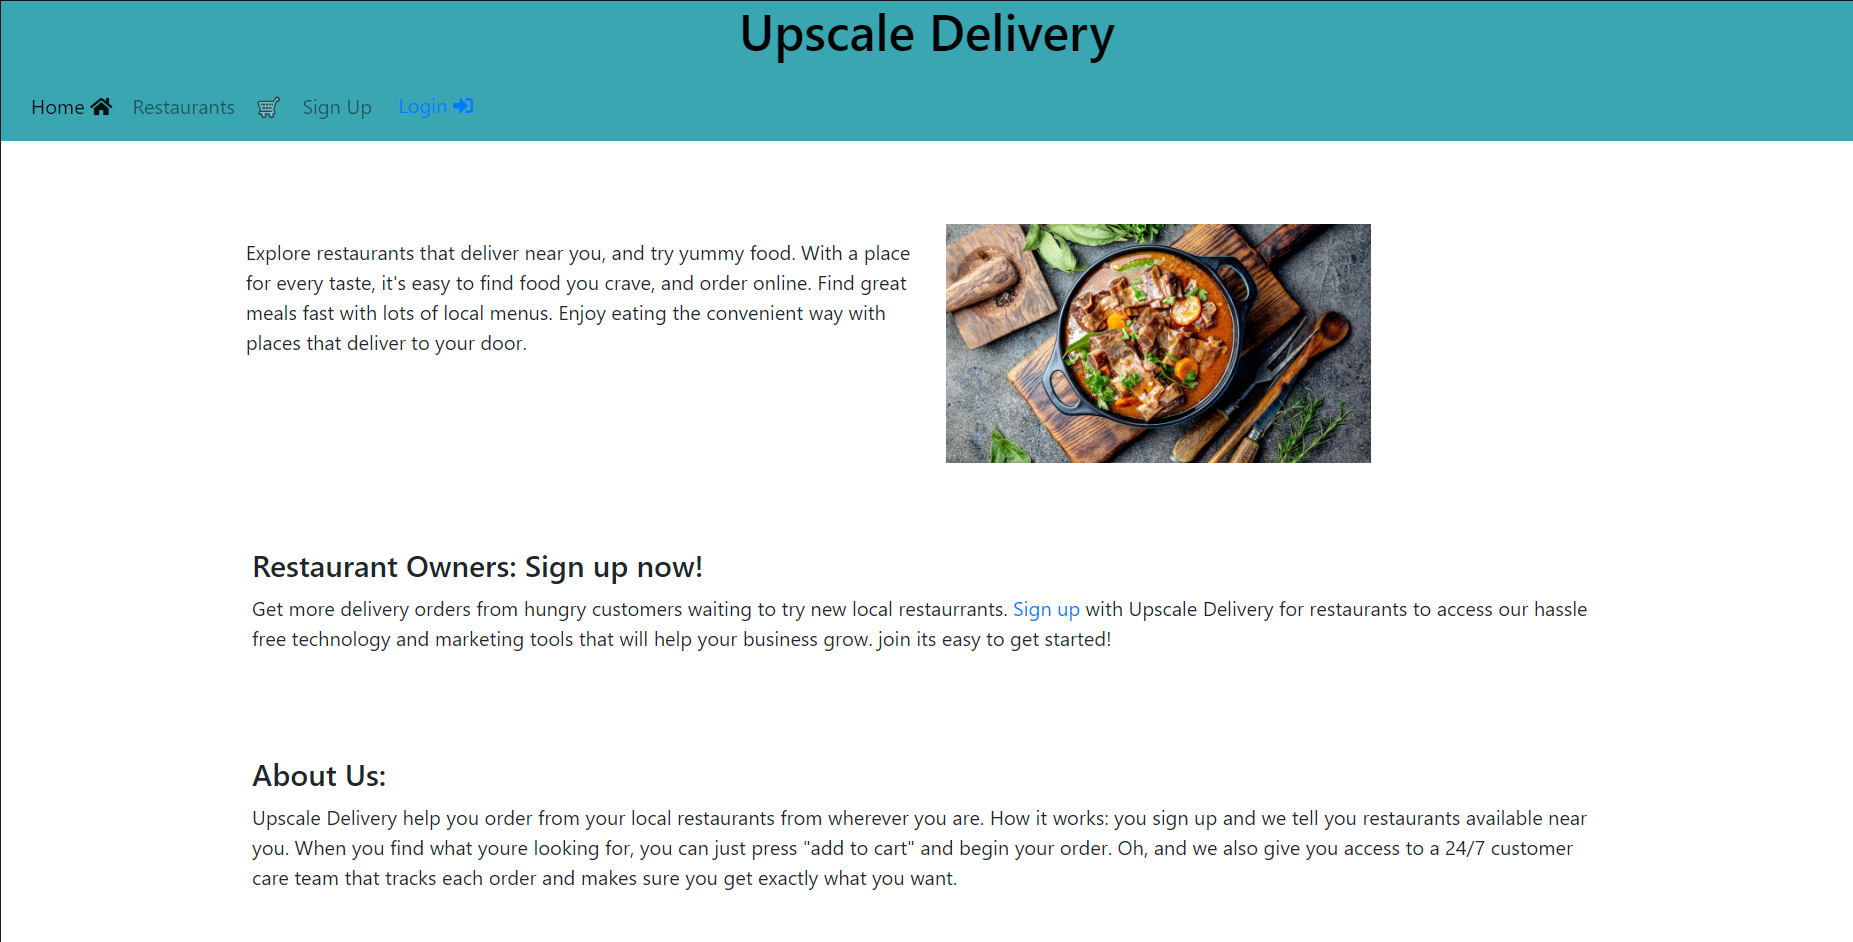 Upscale Delivery
Home Restaurants Sign Up Login
Explore restaurants that deliver near you, and try yummy food. With a place
for every taste, it's easy to find food you crave, and order online. Find great
meals fast with lots of local menus. Enjoy eating the convenient way with
places that deliver to your door.
Restaurant Owners: Sign up now!
Get more delivery orders from hungry customers waiting to try new local restaurrants. Sign up with Upscale Delivery for restaurants to access our hassle
free technology and marketing tools that will help your business grow. join its easy to get started!
About Us:
Upscale Delivery help you order from your local restaurants from wherever you are. How it works: you sign up and we tell you restaurants available near
you. When you find what youre looking for, you can just press "add to cart" and begin your order. Oh, and we also give you access to a 24/7 customer
care team that tracks each order and makes sure you get exactly what you want.